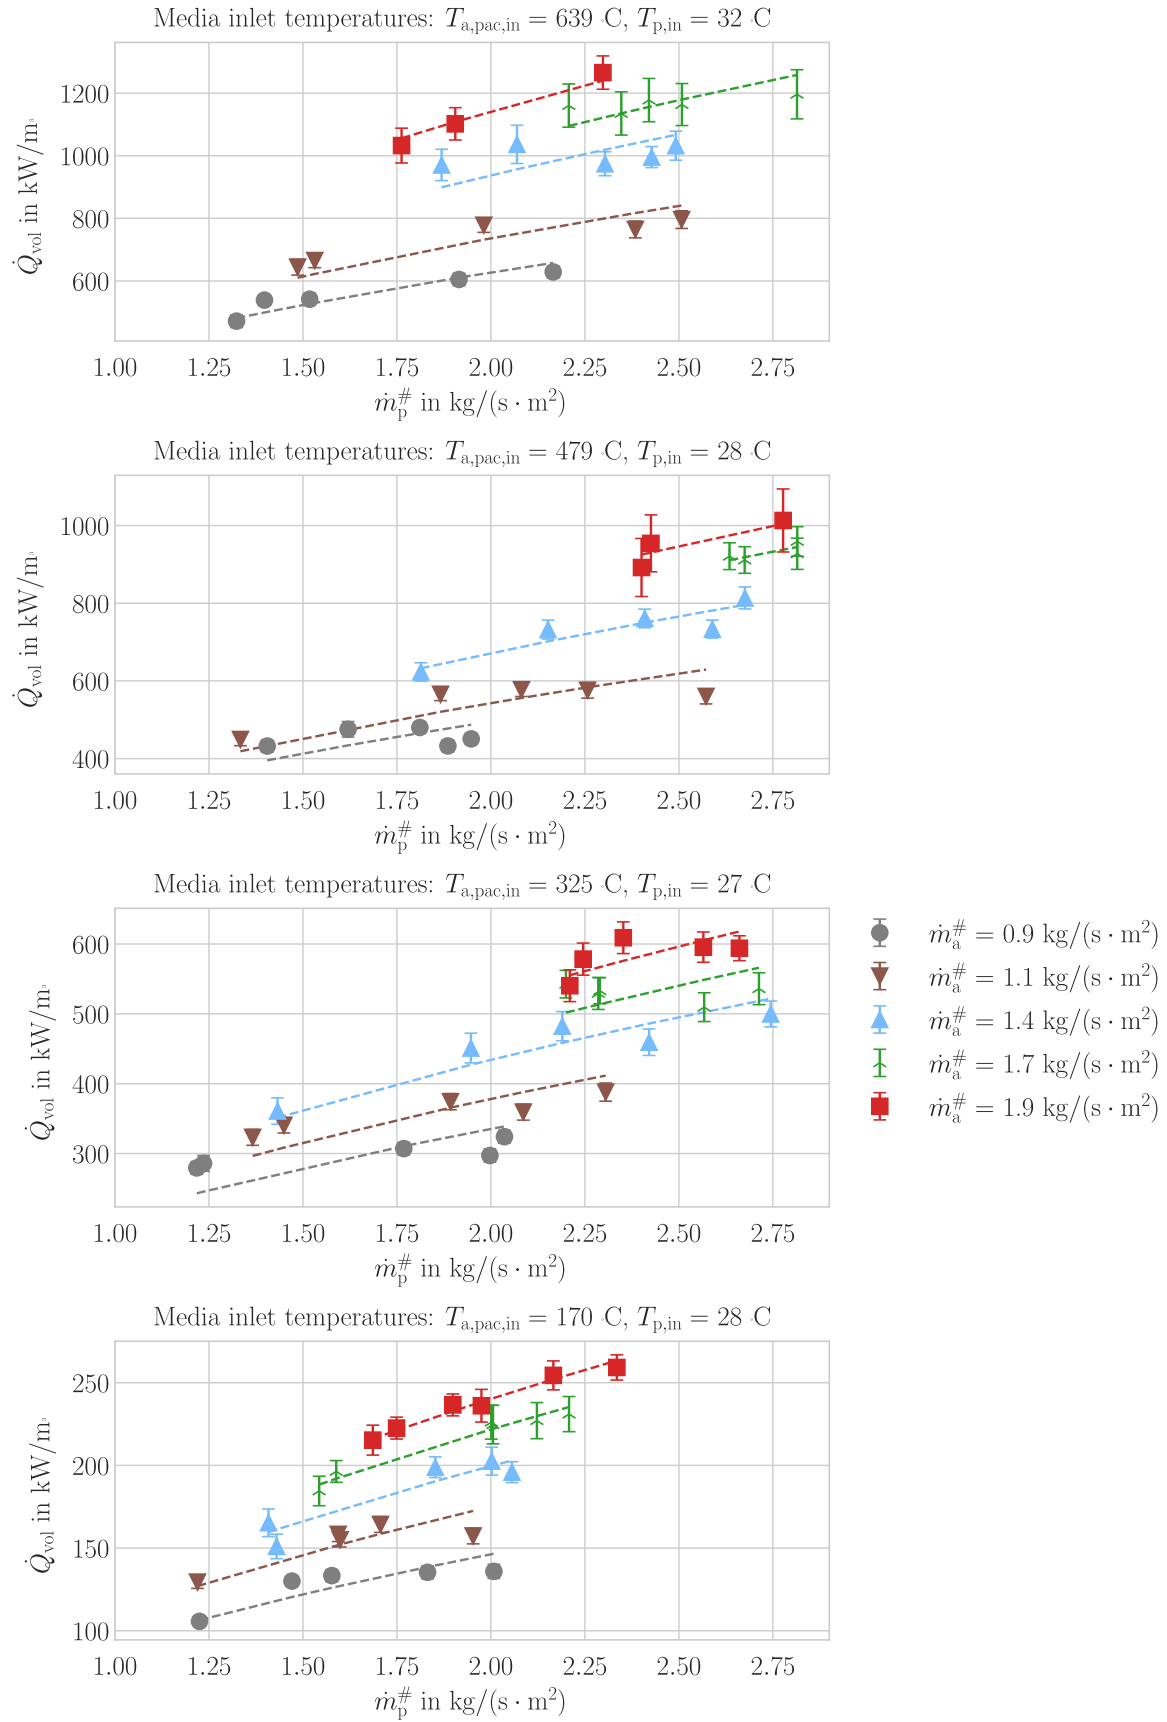 Media inlet temperatures: T_a,pac,in = 639 °C, T_p,in = 32 °C
1200
1000
800
600
Q̇_vol in kW/m³
1.00 1.25 1.50 1.75 2.00 2.25 2.50 2.75
ṁ_p^# in kg/(s · m²)
Media inlet temperatures: T_a,pac,in = 479 °C, T_p,in = 28 °C
1000
800
600
400
Q̇_vol in kW/m³
1.00 1.25 1.50 1.75 2.00 2.25 2.50 2.75
ṁ_p^# in kg/(s · m²)
Media inlet temperatures: T_a,pac,in = 325 °C, T_p,in = 27 °C
600
500
400
300
Q̇_vol in kW/m³
1.00 1.25 1.50 1.75 2.00 2.25 2.50 2.75
ṁ_p^# in kg/(s · m²)
ṁ_a^# = 0.9 kg/(s · m²)
ṁ_a^# = 1.1 kg/(s · m²)
ṁ_a^# = 1.4 kg/(s · m²)
ṁ_a^# = 1.7 kg/(s · m²)
ṁ_a^# = 1.9 kg/(s · m²)
Media inlet temperatures: T_a,pac,in = 170 °C, T_p,in = 28 °C
250
200
150
100
Q̇_vol in kW/m³
1.00 1.25 1.50 1.75 2.00 2.25 2.50 2.75
ṁ_p^# in kg/(s · m²)